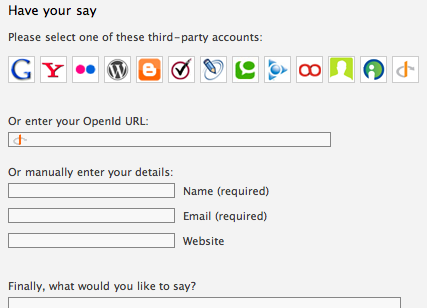 Have your say
Please select one of these third-party accounts:
Or enter your OpenId URL:
Or manually enter your details:
Name (required)
Email (required)
Website
Finally, what would you like to say?